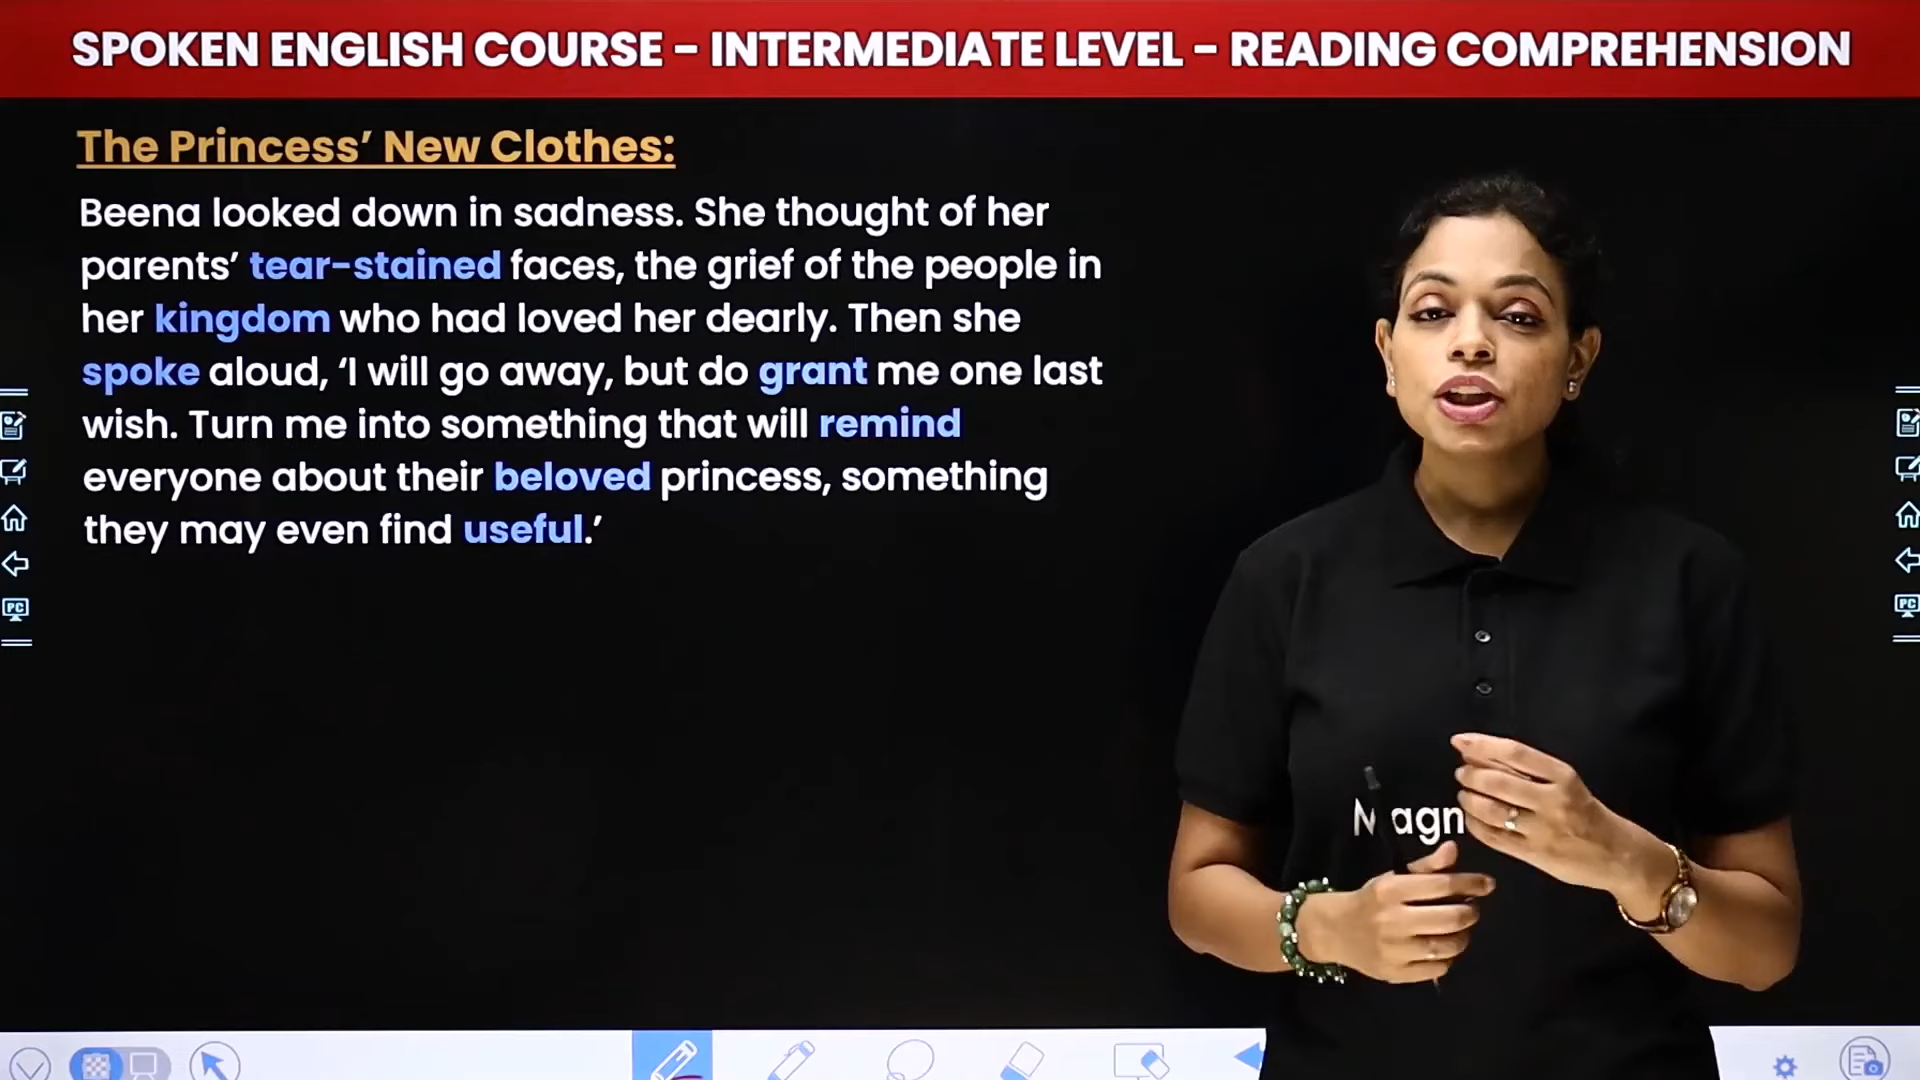 SPOKEN ENGLISH COURSE – INTERMEDIATE LEVEL – READING COMPREHENSION
The Princess’ New Clothes:
Beena looked down in sadness. She thought of her
parents’ tear-stained faces, the grief of the people in
her kingdom who had loved her dearly. Then she
spoke aloud, ‘I will go away, but do grant me one last
wish. Turn me into something that will remind
everyone about their beloved princess, something
they may even find useful.’
PC
PC
Magn